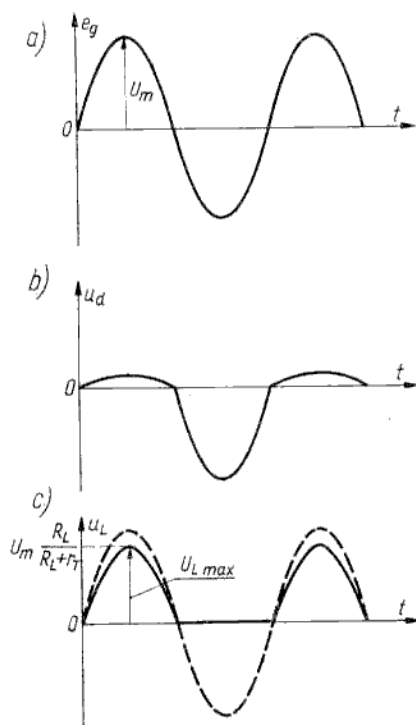 a)
e_g
U_m
0
t
b)
u_d
0
t
c)
u_L
U_m R_L / R_L+r_T
U_L max
0
t